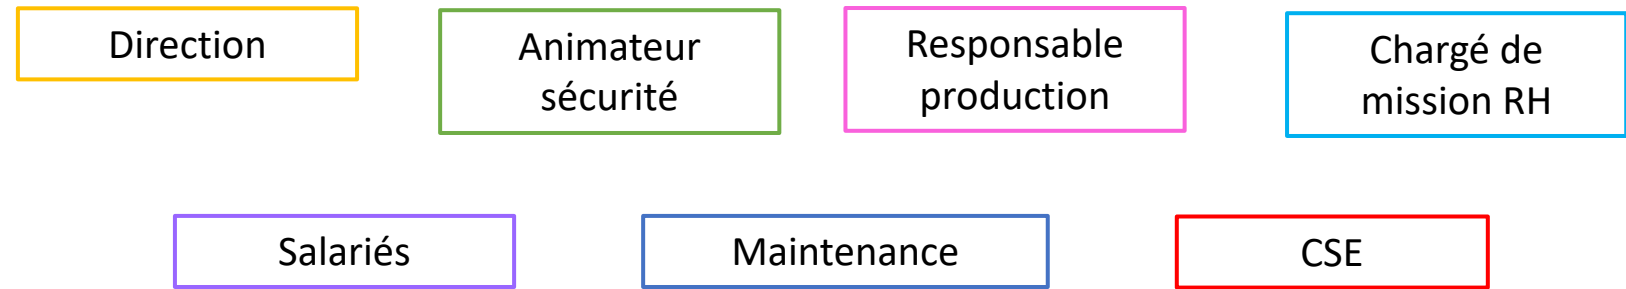 Direction
Animateur
sécurité
Responsable
production
Chargé de
mission RH
Salariés
Maintenance
CSE